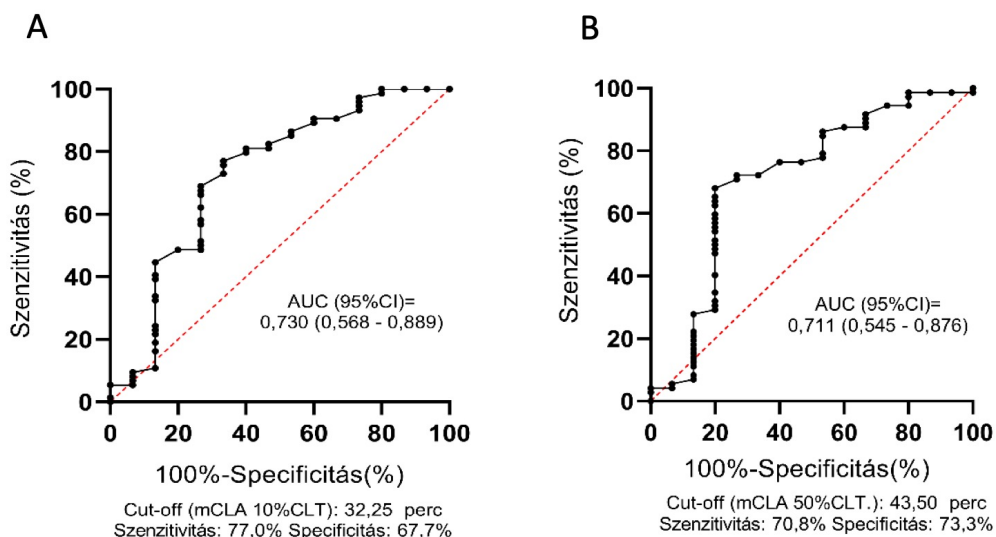 A
100
80
60
40
20
0
Szenzitivitás (%)
AUC (95%CI)=
0,730 (0,568 - 0,889)
0 20 40 60 80 100
100%-Specificitás(%)
Cut-off (mCLA 10%CLT): 32,25 perc
Szenzitivitás: 77,0% Specificitás: 67,7%
B
100
80
60
40
20
0
Szenzitivitás (%)
AUC (95%CI)=
0,711 (0,545 - 0,876)
0 20 40 60 80 100
100%-Specificitás(%)
Cut-off (mCLA 50%CLT.): 43,50 perc
Szenzitivitás: 70,8% Specificitás: 73,3%